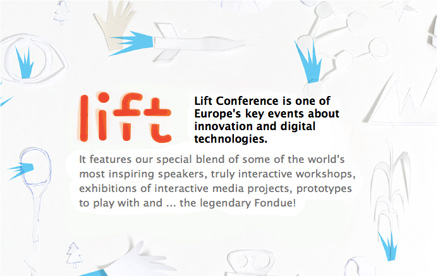 lift
Lift Conference is one of
Europe's key events about
innovation and digital
technologies.
It features our special blend of some of the world's
most inspiring speakers, truly interactive workshops,
exhibitions of interactive media projects, prototypes
to play with and ... the legendary Fondue!